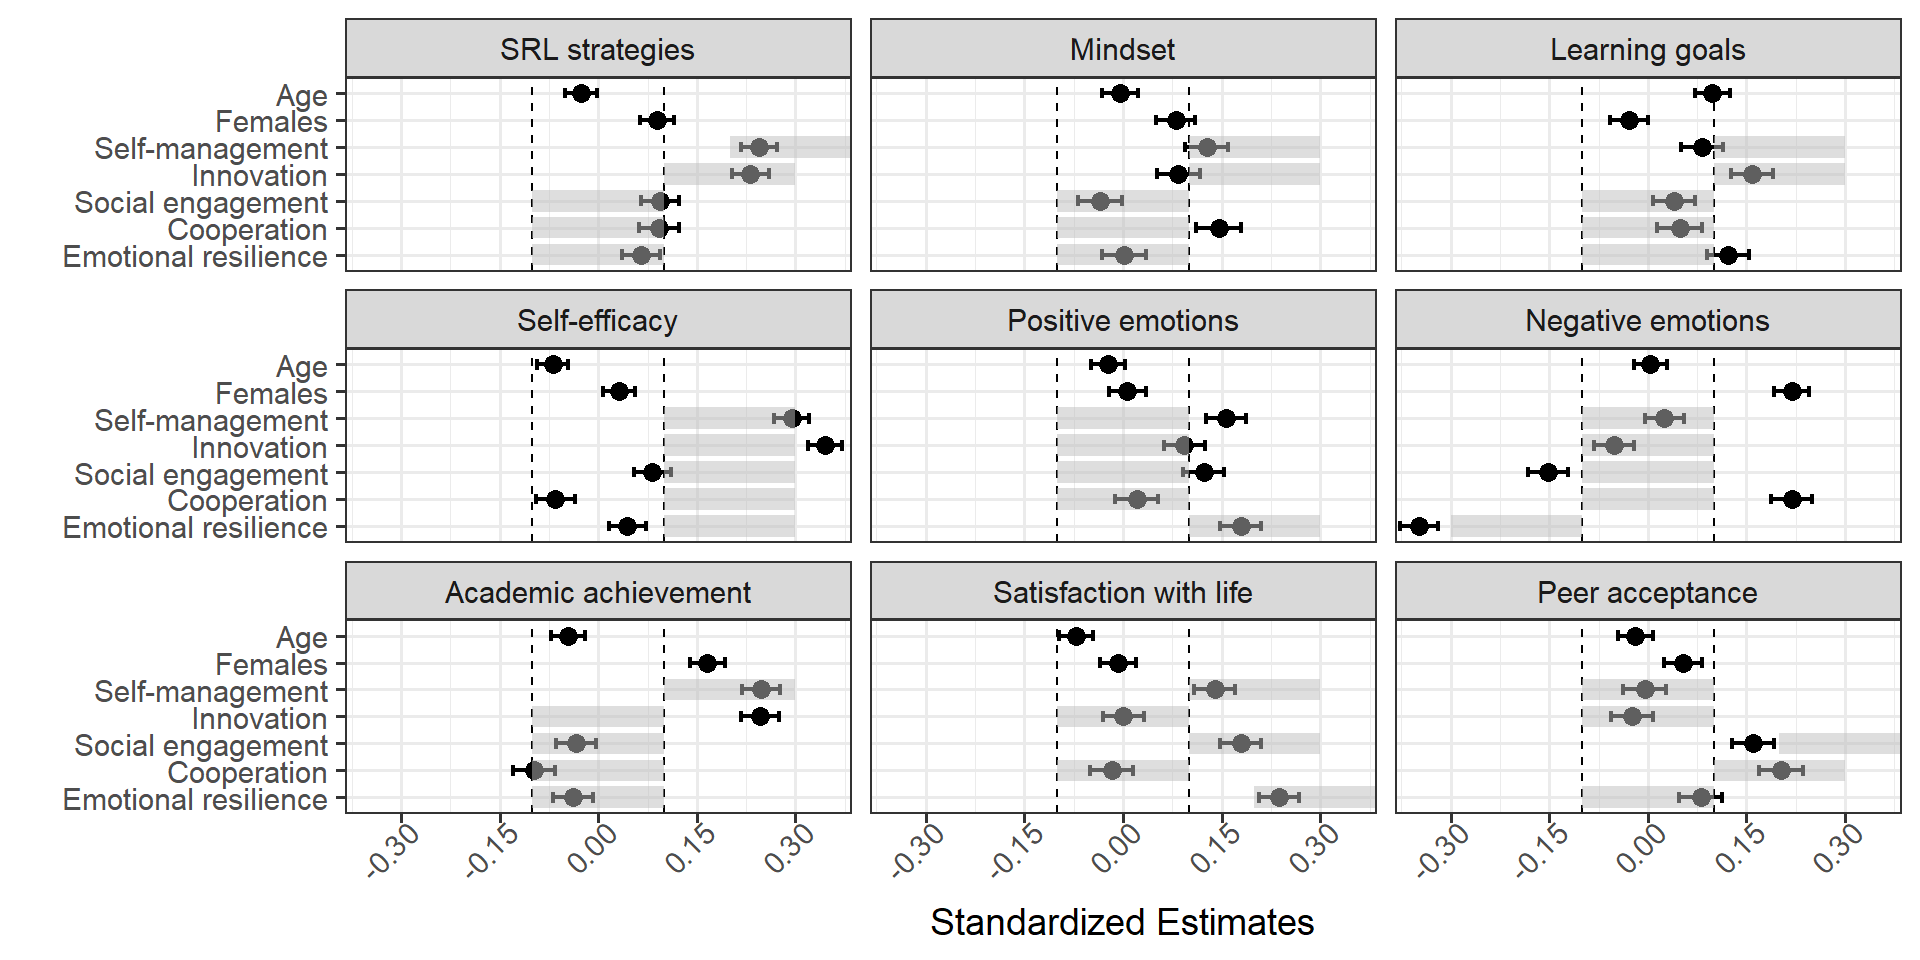 SRL strategies
Mindset
Learning goals
Age
Females
Self-management
Innovation
Social engagement
Cooperation
Emotional resilience
Self-efficacy
Positive emotions
Negative emotions
Age
Females
Self-management
Innovation
Social engagement
Cooperation
Emotional resilience
Academic achievement
Satisfaction with life
Peer acceptance
Age
Females
Self-management
Innovation
Social engagement
Cooperation
Emotional resilience
-0.30 -0.15 0.00 0.15 0.30
-0.30 -0.15 0.00 0.15 0.30
-0.30 -0.15 0.00 0.15 0.30
Standardized Estimates